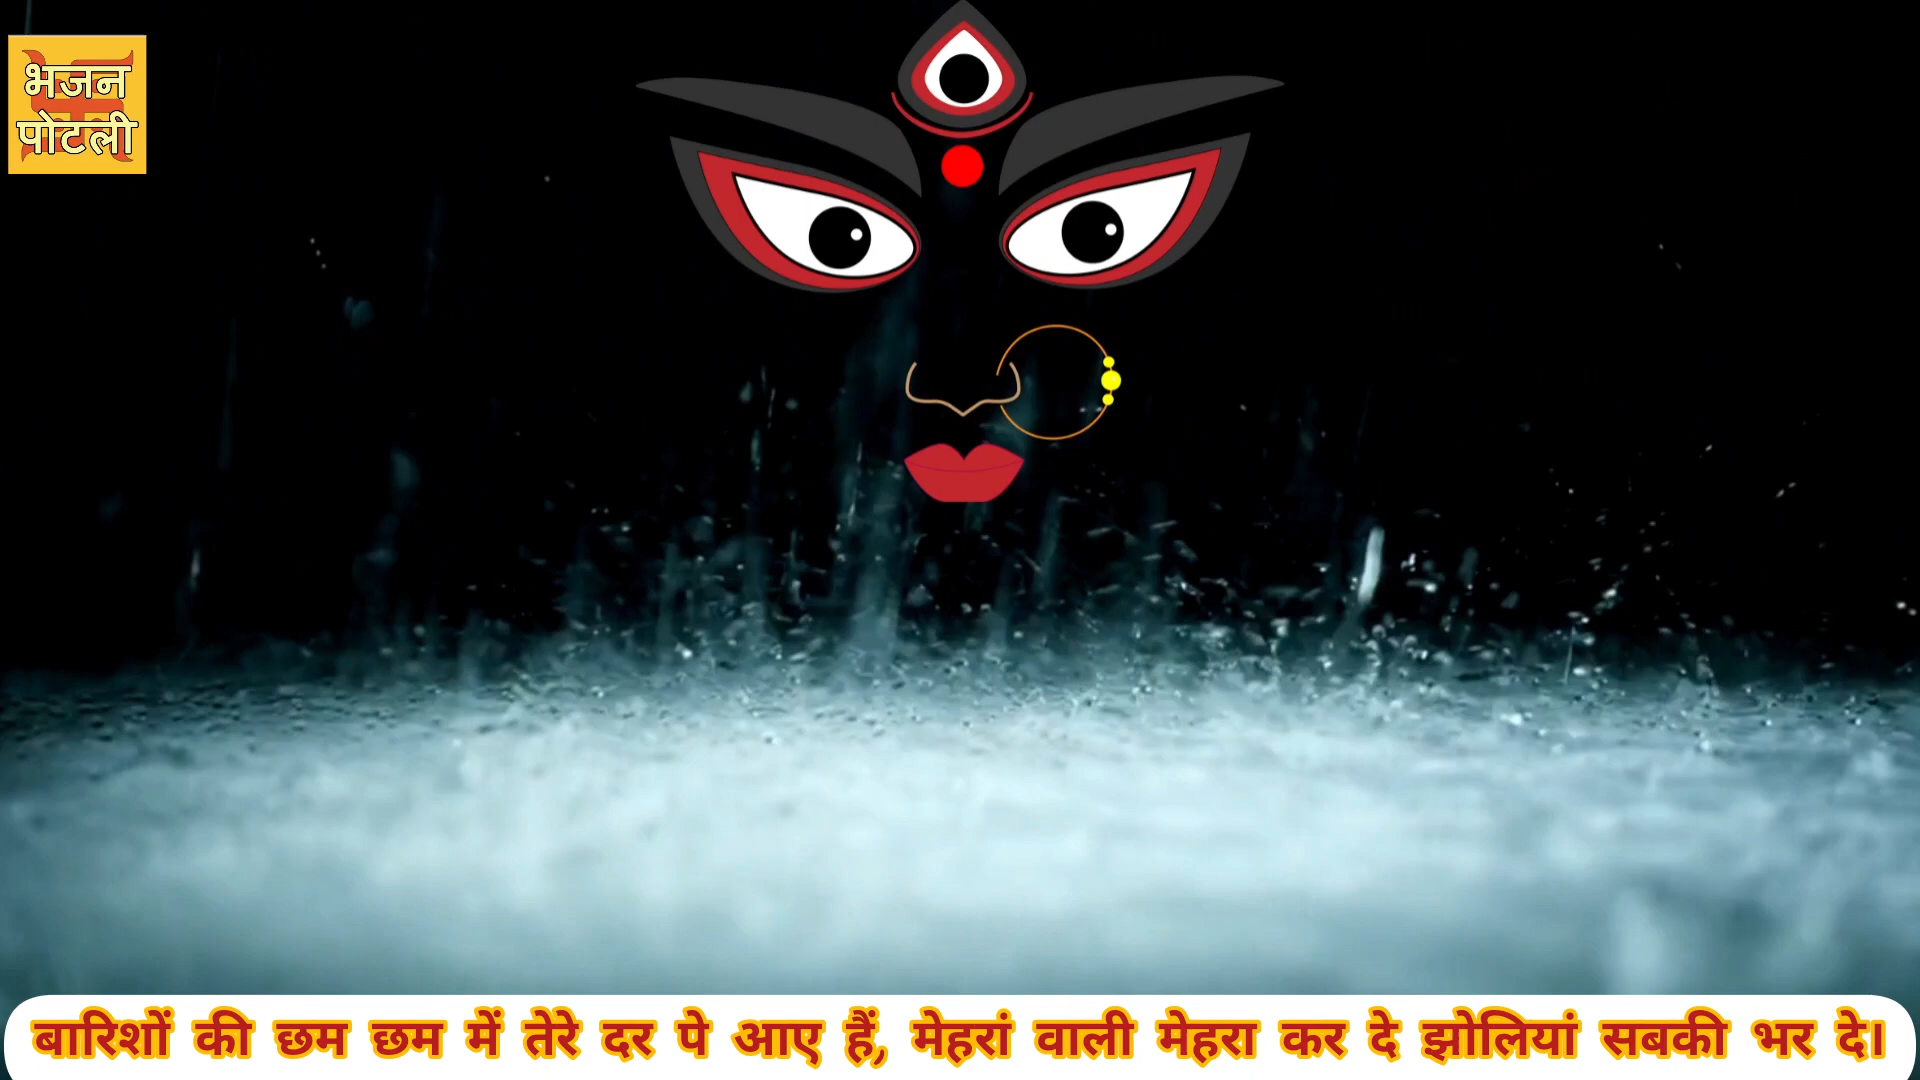 भजन
पोटली
बारिशों की छम छम में तेरे दर पे आए हैं, मेहरां वाली मेहरा कर दे झोलियां सबकी भर दे।